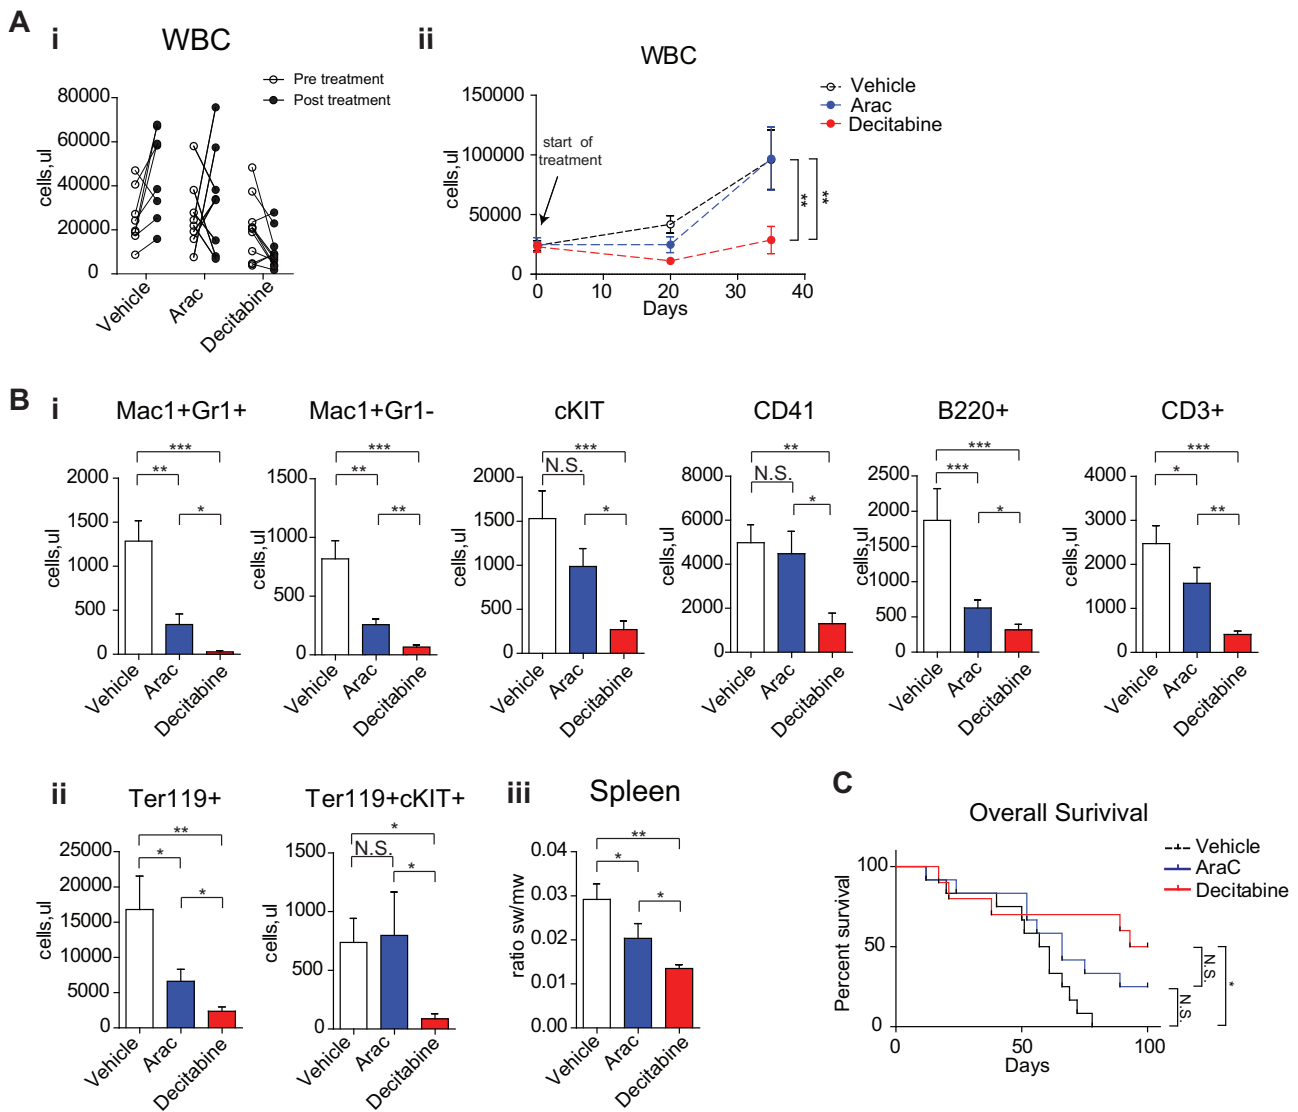 A
i
WBC
Pre treatment
Post treatment
80000
60000
40000
20000
0
cells,ul
Vehicle
Arac
Decitabine
ii
WBC
Vehicle
Arac
Decitabine
150000
100000
50000
0
cells,ul
start of
treatment
**
**
0 10 20 30 40
Days
B
i
Mac1+Gr1+
***
**
*
2000
1500
1000
500
0
cells,ul
Vehicle
Arac
Decitabine
Mac1+Gr1-
***
**
**
1500
1000
500
0
cells,ul
Vehicle
Arac
Decitabine
cKIT
***
N.S.
*
2000
1500
1000
500
0
cells,ul
Vehicle
Arac
Decitabine
CD41
**
N.S.
*
8000
6000
4000
2000
0
cells,ul
Vehicle
Arac
Decitabine
B220+
***
***
*
2500
2000
1500
1000
500
0
cells,ul
Vehicle
Arac
Decitabine
CD3+
***
*
**
4000
3000
2000
1000
0
cells,ul
Vehicle
Arac
Decitabine
ii
Ter119+
**
*
*
25000
20000
15000
10000
5000
0
cells,ul
Vehicle
Arac
Decitabine
Ter119+cKIT+
*
N.S.
*
1500
1000
500
0
cells,ul
Vehicle
Arac
Decitabine
iii
Spleen
**
*
*
0.04
0.03
0.02
0.01
0.00
ratio sw/mw
Vehicle
Arac
Decitabine
C
Overall Surivival
Vehicle
AraC
Decitabine
100
50
0
Percent survival
N.S.
N.S.
*
0 50 100
Days